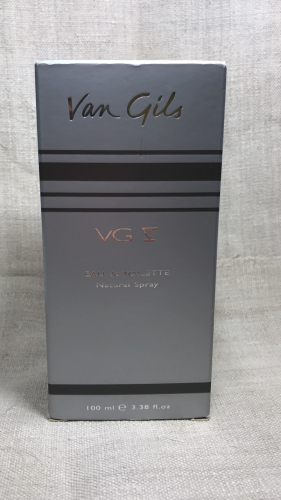 Van Gils
VG Σ
EAU de TOILETTE
Natural Spray
100 ml ℮ 3.38 fl.oz